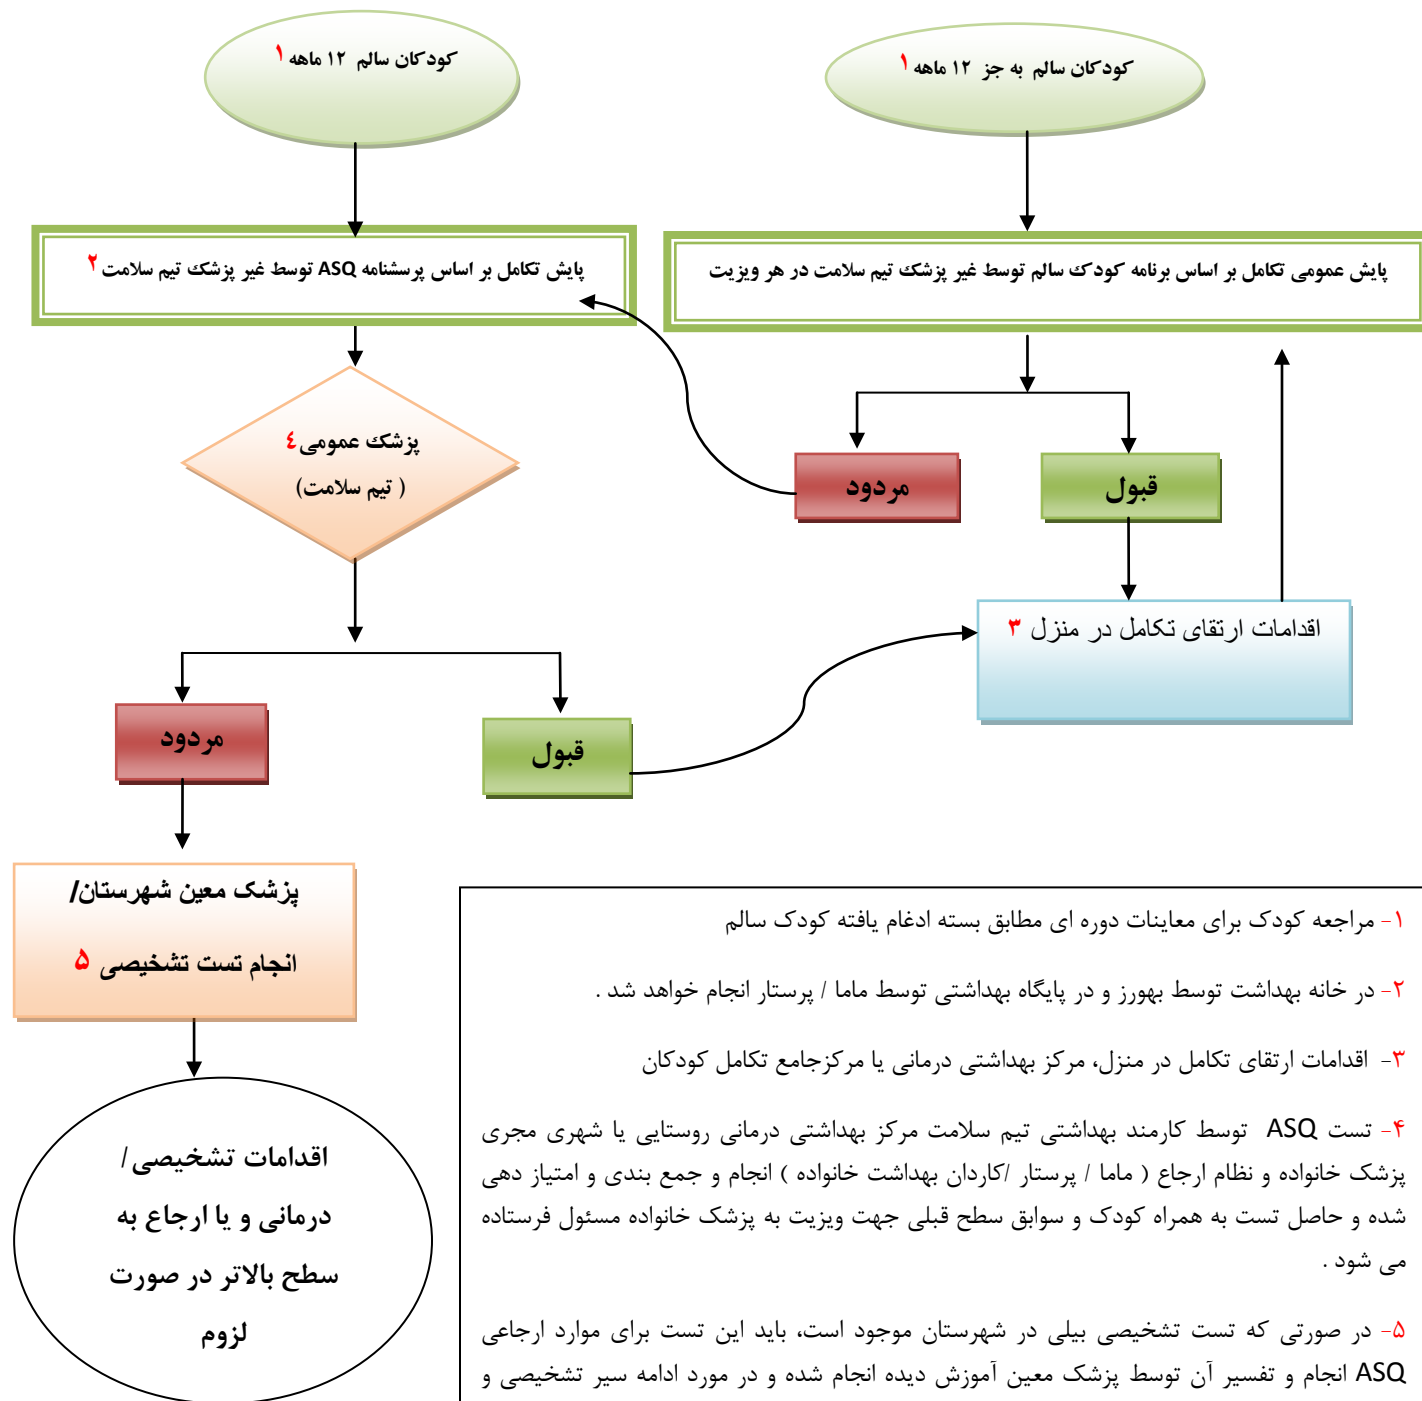 کودکان سالم ۱۲ ماهه ۱
کودکان سالم به جز ۱۲ ماهه ۱
پایش تکامل بر اساس پرسشنامه ASQ توسط غیر پزشک تیم سلامت ۲
پایش عمومی تکامل بر اساس برنامه کودک سالم توسط غیر پزشک تیم سلامت در هر ویزیت
پزشک عمومی ٤
( تیم سلامت)
مردود
قبول
اقدامات ارتقای تکامل در منزل ۳
مردود
قبول
پزشک معین شهرستان/
انجام تست تشخیصی ۵
اقدامات تشخیصی/
درمانی و یا ارجاع به
سطح بالاتر در صورت
لزوم
۱- مراجعه کودک برای معاینات دوره ای مطابق بسته ادغام یافته کودک سالم
۲- در خانه بهداشت توسط بهورز و در پایگاه بهداشتی توسط ماما / پرستار انجام خواهد شد .
۳- اقدامات ارتقای تکامل در منزل، مرکز بهداشتی درمانی یا مرکزجامع تکامل کودکان
۴- تست ASQ توسط کارمند بهداشتی تیم سلامت مرکز بهداشتی درمانی روستایی یا شهری مجری
پزشک خانواده و نظام ارجاع ( ماما / پرستار /کاردان بهداشت خانواده ) انجام و جمع بندی و امتیاز دهی
شده و حاصل تست به همراه کودک و سوابق سطح قبلی جهت ویزیت به پزشک خانواده مسئول فرستاده
می شود .
۵- در صورتی که تست تشخیصی بیلی در شهرستان موجود است، باید این تست برای موارد ارجاعی
ASQ انجام و تفسیر آن توسط پزشک معین آموزش دیده انجام شده و در مورد ادامه سیر تشخیصی و